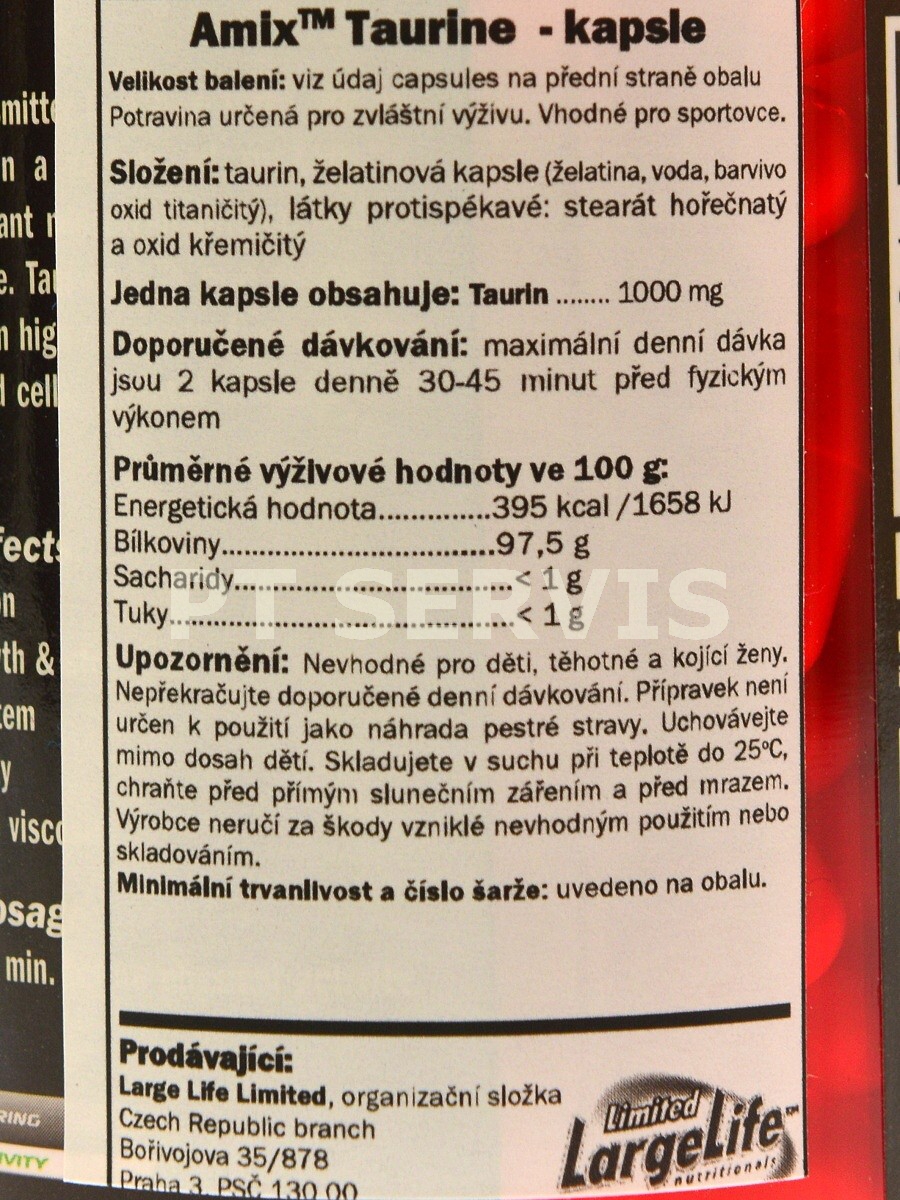 Amix™ Taurine - kapsle
Velikost balení: viz údaj capsules na přední straně obalu
Potravina určená pro zvláštní výživu. Vhodné pro sportovce.
Složení: taurin, želatinová kapsle (želatina, voda, barvivo
oxid titaničitý), látky protispékavé: stearát hořečnatý
a oxid křemičitý
Jedna kapsle obsahuje: Taurin ........ 1000 mg
Doporučené dávkování: maximální denní dávka
jsou 2 kapsle denně 30-45 minut před fyzickým
výkonem
Průměrné výživové hodnoty ve 100 g:
Energetická hodnota.............395 kcal /1658 kJ
Bílkoviny................................97,5 g
Sacharidy................................< 1 g
Tuky........................................< 1 g
PT SERVIS
Upozornění: Nevhodné pro děti, těhotné a kojící ženy.
Nepřekračujte doporučené denní dávkování. Přípravek není
určen k použití jako náhrada pestré stravy. Uchovávejte
mimo dosah dětí. Skladujete v suchu při teplotě do 25ºC,
chraňte před přímým slunečním zářením a před mrazem.
Výrobce neručí za škody vzniklé nevhodným použitím nebo
skladováním.
Minimální trvanlivost a číslo šarže: uvedeno na obalu.
Prodávající:
Large Life Limited, organizační složka
Czech Republic branch
Bořivojova 35/878
Praha 3, PSČ 130 00
Limited
LargeLife™
nutritionals
n a
min.